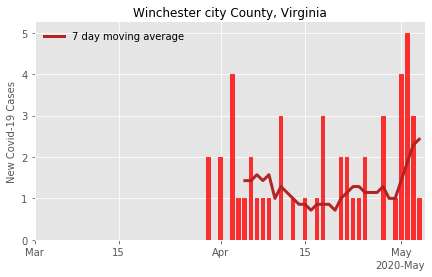 Winchester city County, Virginia
7 day moving average
New Covid-19 Cases
5
4
3
2
1
0
Mar 15 Apr 15 May
2020-May